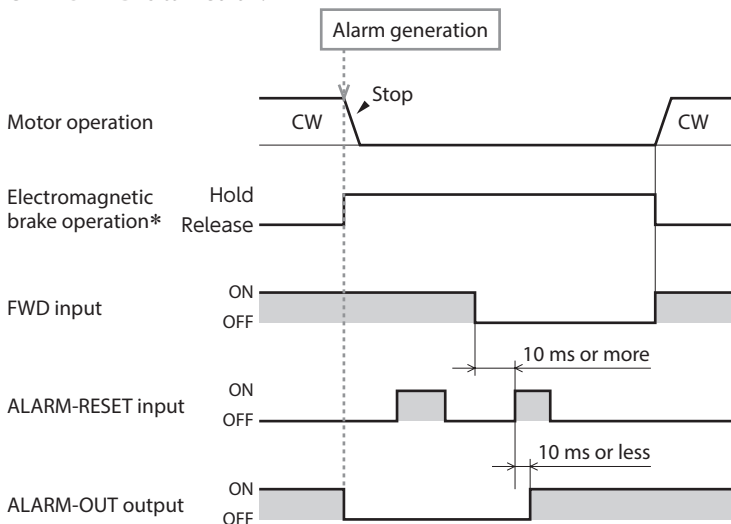 Alarm generation
Stop
Motor operation
CW
CW
Electromagnetic
brake operation*
Hold
Release
FWD input
ON
OFF
10 ms or more
ALARM-RESET input
ON
OFF
10 ms or less
ALARM-OUT output
ON
OFF